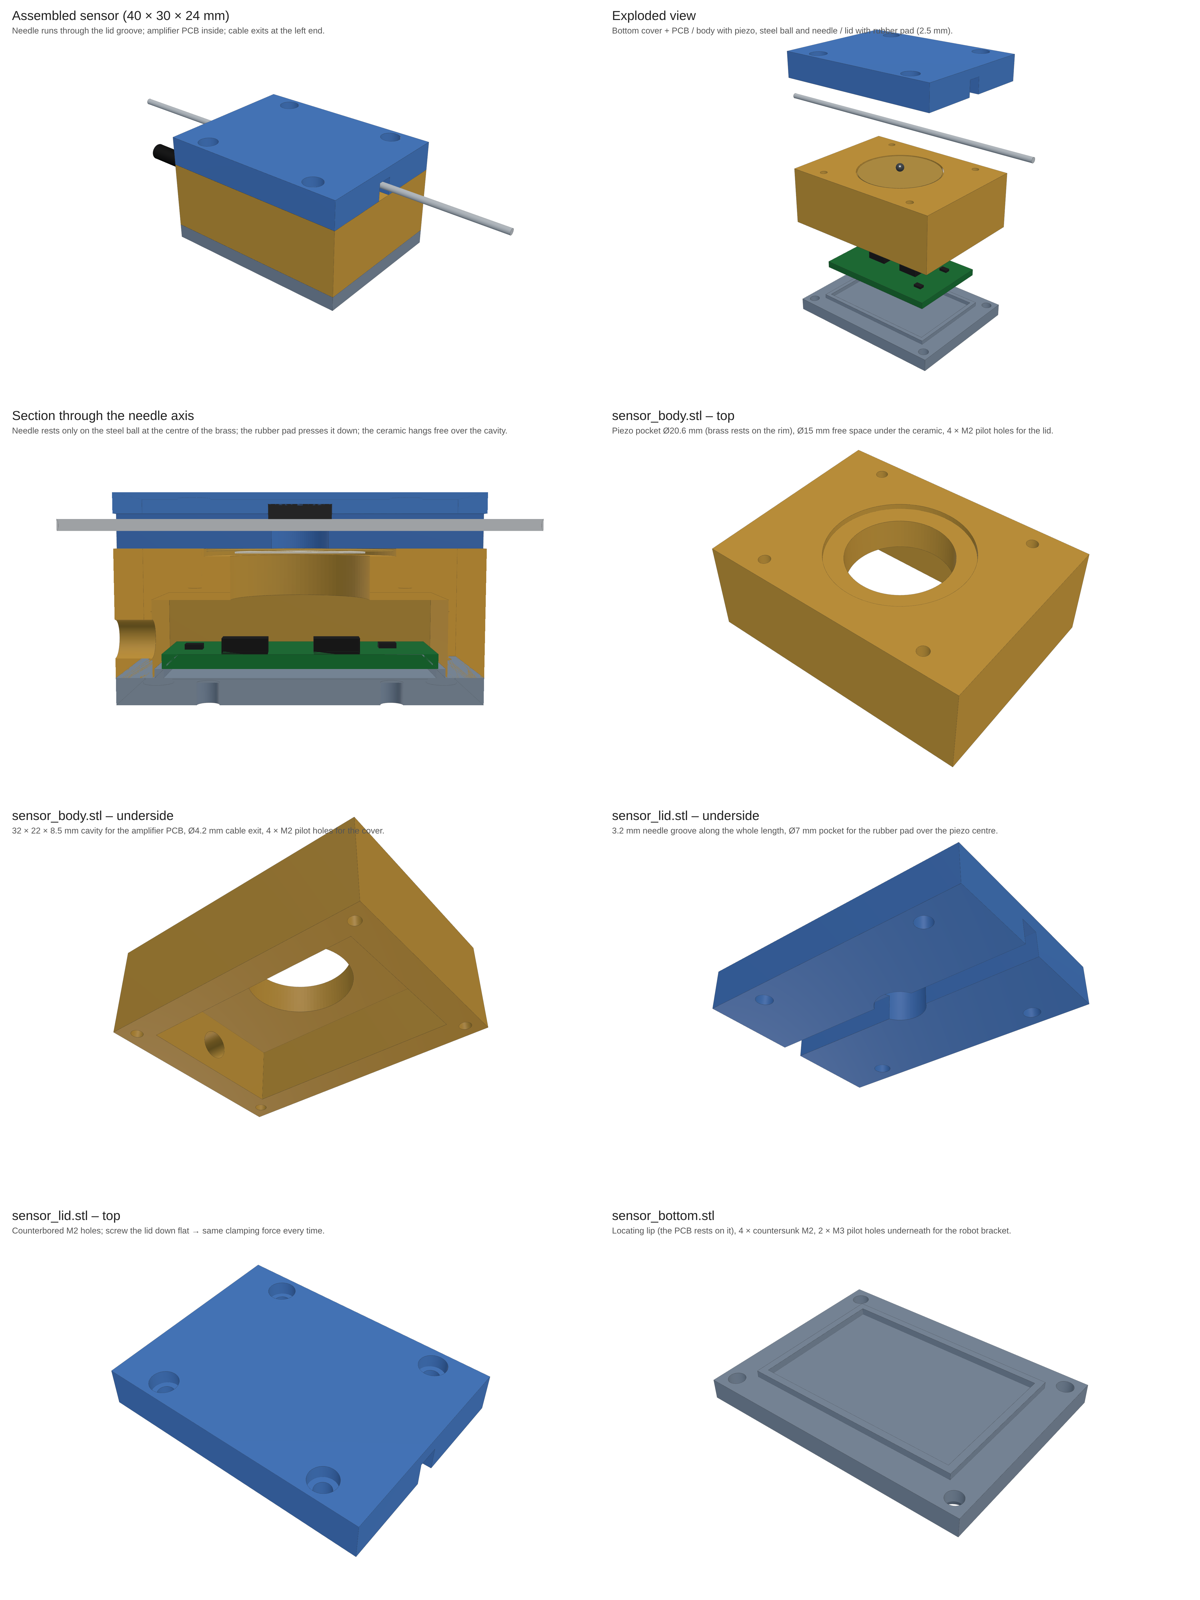 Assembled sensor (40 × 30 × 24 mm)
Needle runs through the lid groove; amplifier PCB inside; cable exits at the left end.
Exploded view
Bottom cover + PCB / body with piezo, steel ball and needle / lid with rubber pad (2.5 mm).
Section through the needle axis
Needle rests only on the steel ball at the centre of the brass; the rubber pad presses it down; the ceramic hangs free over the cavity.
sensor_body.stl – top
Piezo pocket Ø20.6 mm (brass rests on the rim), Ø15 mm free space under the ceramic, 4 × M2 pilot holes for the lid.
sensor_body.stl – underside
32 × 22 × 8.5 mm cavity for the amplifier PCB, Ø4.2 mm cable exit, 4 × M2 pilot holes for the cover.
sensor_lid.stl – underside
3.2 mm needle groove along the whole length, Ø7 mm pocket for the rubber pad over the piezo centre.
sensor_lid.stl – top
Counterbored M2 holes; screw the lid down flat → same clamping force every time.
sensor_bottom.stl
Locating lip (the PCB rests on it), 4 × countersunk M2, 2 × M3 pilot holes underneath for the robot bracket.